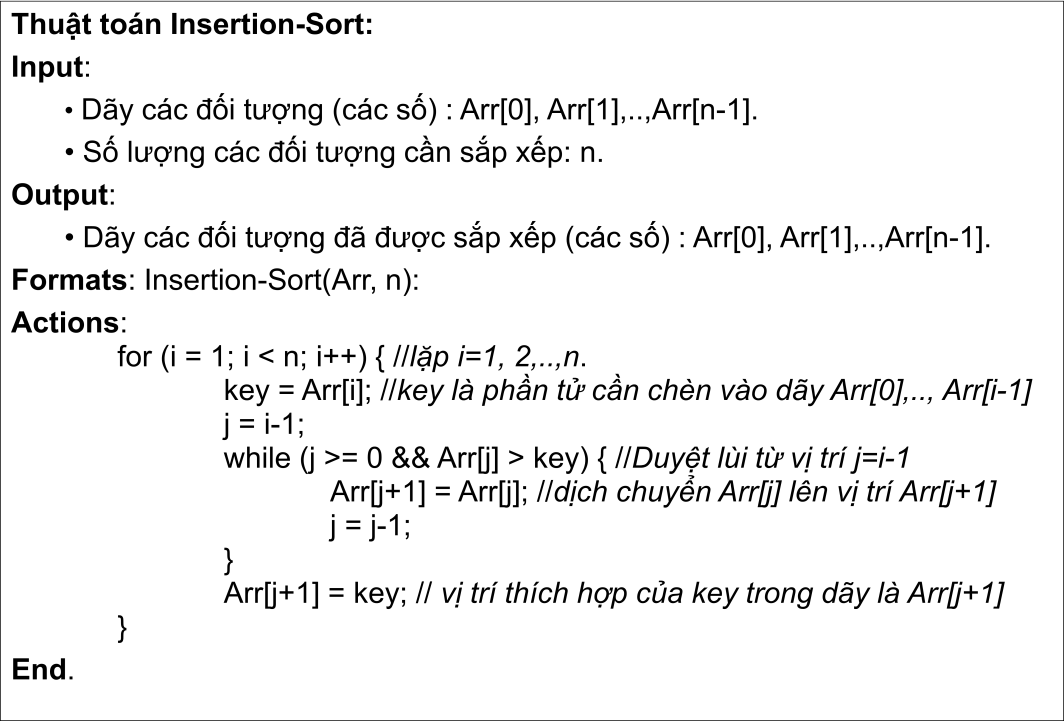 Thuật toán Insertion-Sort:
Input:
• Dãy các đối tượng (các số) : Arr[0], Arr[1],..,Arr[n-1].
• Số lượng các đối tượng cần sắp xếp: n.
Output:
• Dãy các đối tượng đã được sắp xếp (các số) : Arr[0], Arr[1],..,Arr[n-1].
Formats: Insertion-Sort(Arr, n):
Actions:
for (i = 1; i < n; i++) { //lặp i=1, 2,..,n.
key = Arr[i]; //key là phần tử cần chèn vào dãy Arr[0],.., Arr[i-1]
j = i-1;
while (j >= 0 && Arr[j] > key) { //Duyệt lùi từ vị trí j=i-1
Arr[j+1] = Arr[j]; //dịch chuyển Arr[j] lên vị trí Arr[j+1]
j = j-1;
}
Arr[j+1] = key; // vị trí thích hợp của key trong dãy là Arr[j+1]
}
End.